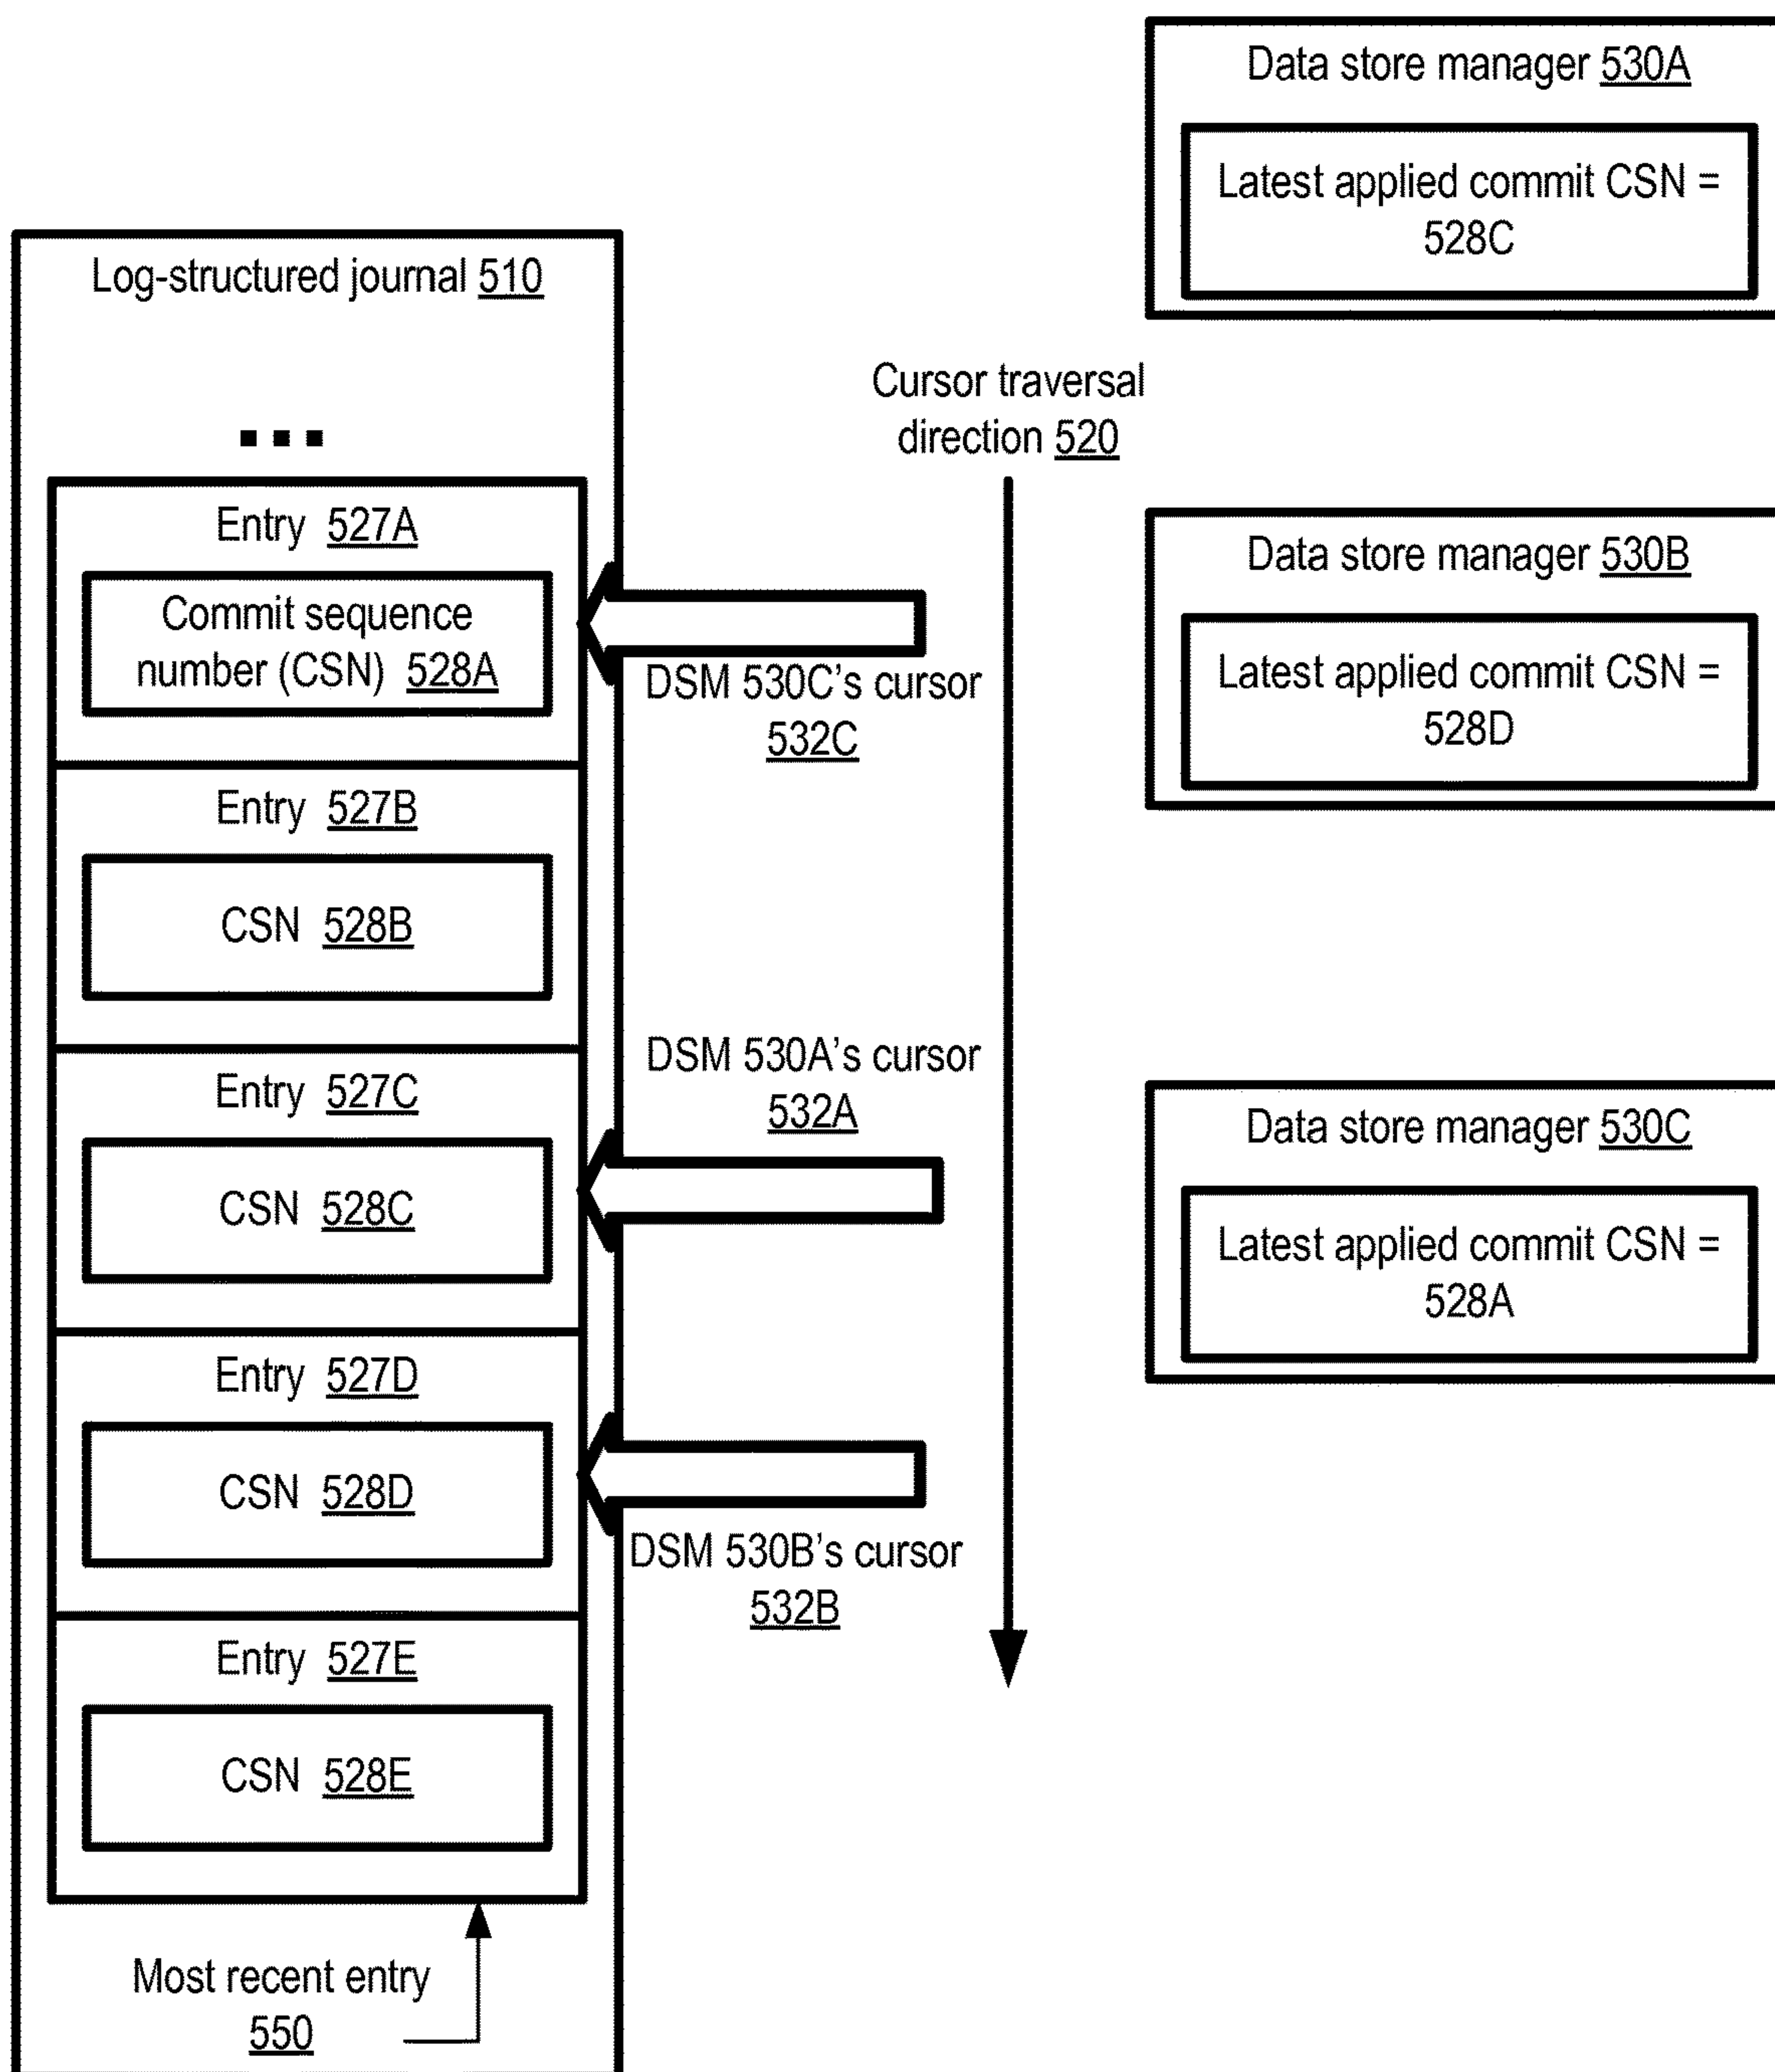 Data store manager 530A
Latest applied commit CSN =
528C
Log-structured journal 510
Cursor traversal
direction 520
Entry 527A
Commit sequence
number (CSN) 528A
DSM 530C's cursor
532C
Data store manager 530B
Latest applied commit CSN =
528D
Entry 527B
CSN 528B
Entry 527C
CSN 528C
DSM 530A's cursor
532A
Data store manager 530C
Latest applied commit CSN =
528A
Entry 527D
CSN 528D
DSM 530B's cursor
532B
Entry 527E
CSN 528E
Most recent entry
550